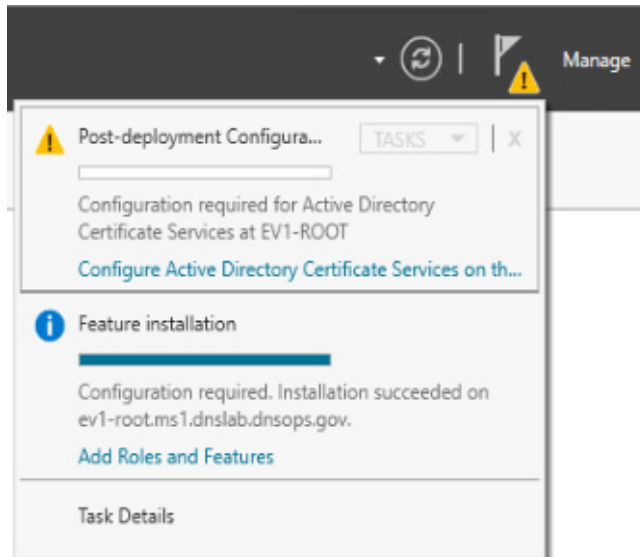 Manage
Post-deployment Configura...
TASKS
X
Configuration required for Active Directory
Certificate Services at EV1-ROOT
Configure Active Directory Certificate Services on th...
Feature installation
Configuration required. Installation succeeded on
ev1-root.ms1.dnslab.dnsops.gov.
Add Roles and Features
Task Details